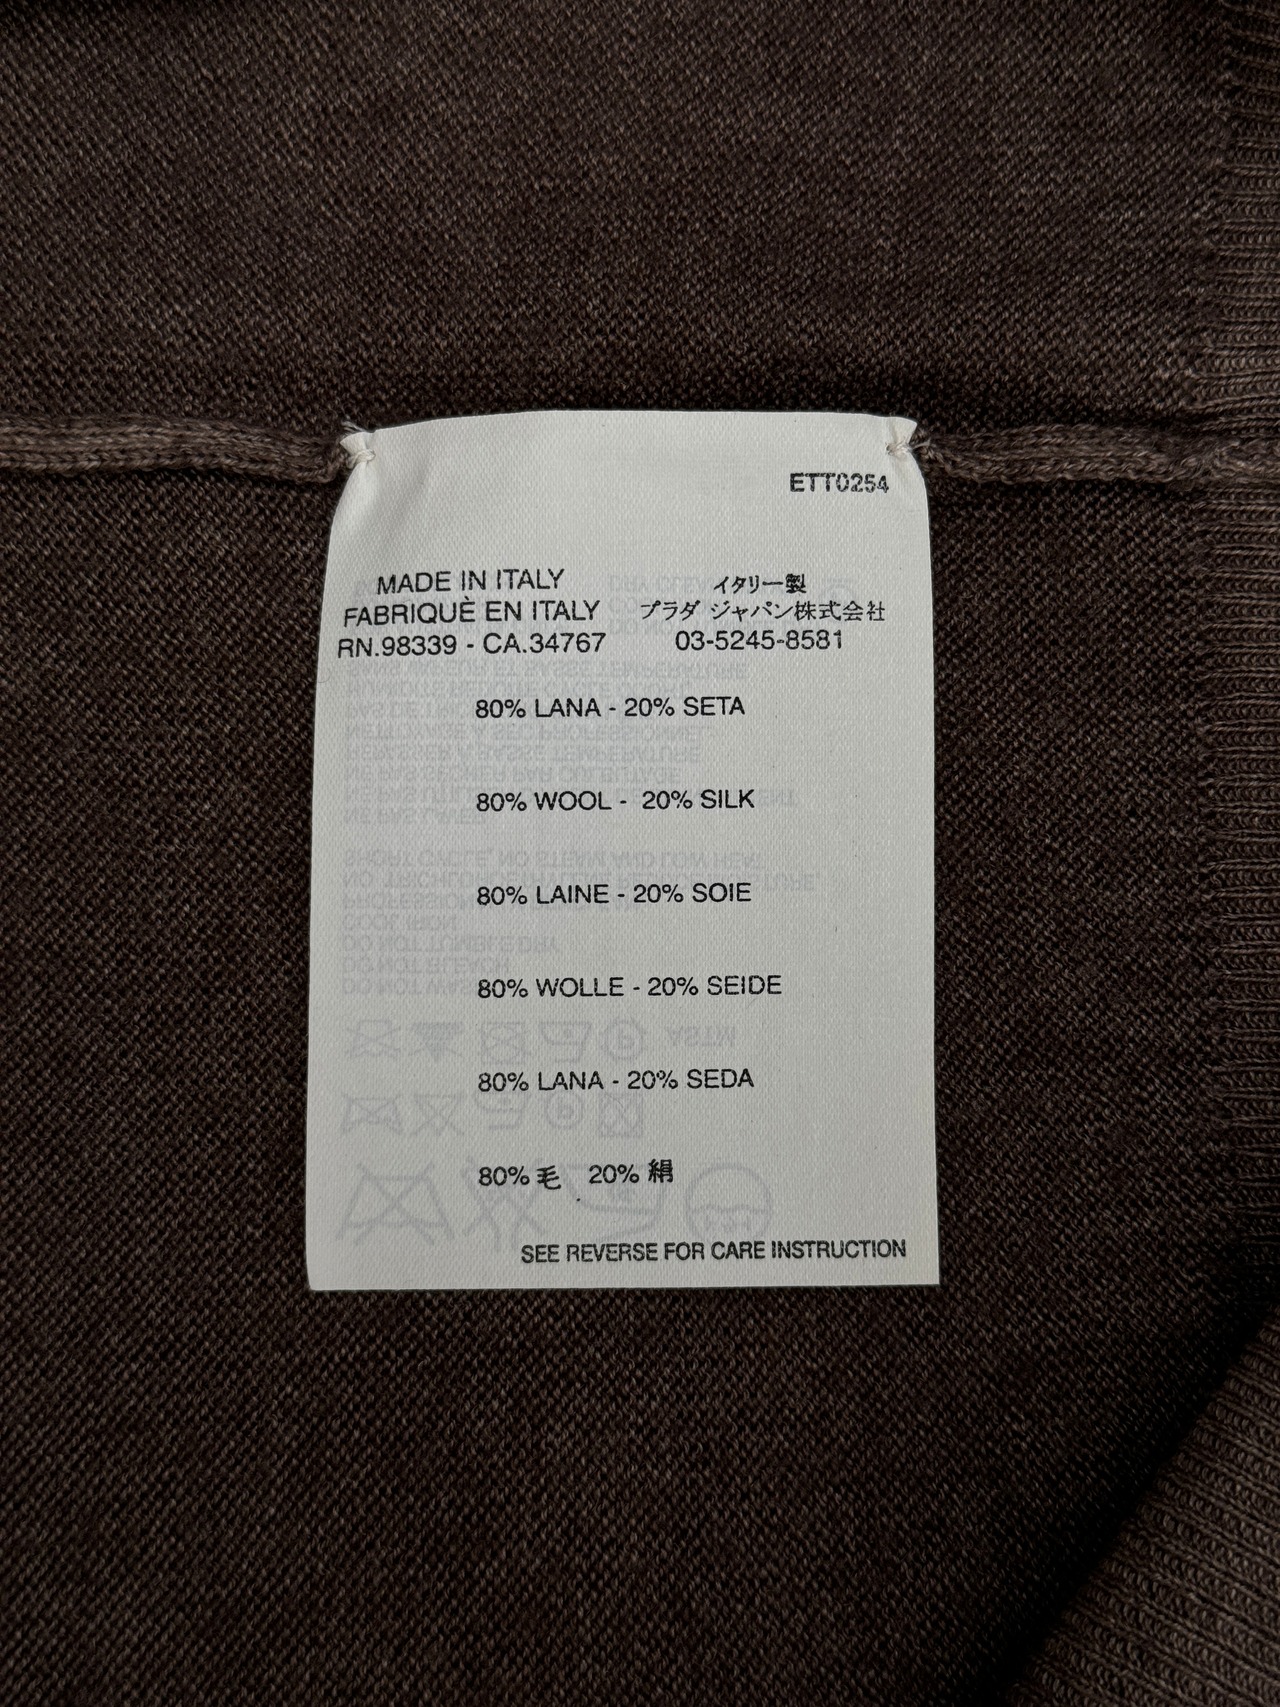 ETT0254
MADE IN ITALY
FABRIQUÈ EN ITALY
RN.98339 - CA.34767
イタリー製
プラダ ジャパン株式会社
03-5245-8581
80% LANA - 20% SETA
80% WOOL - 20% SILK
80% LAINE - 20% SOIE
80% WOLLE - 20% SEIDE
80% LANA - 20% SEDA
80% 毛 20% 絹
SEE REVERSE FOR CARE INSTRUCTION